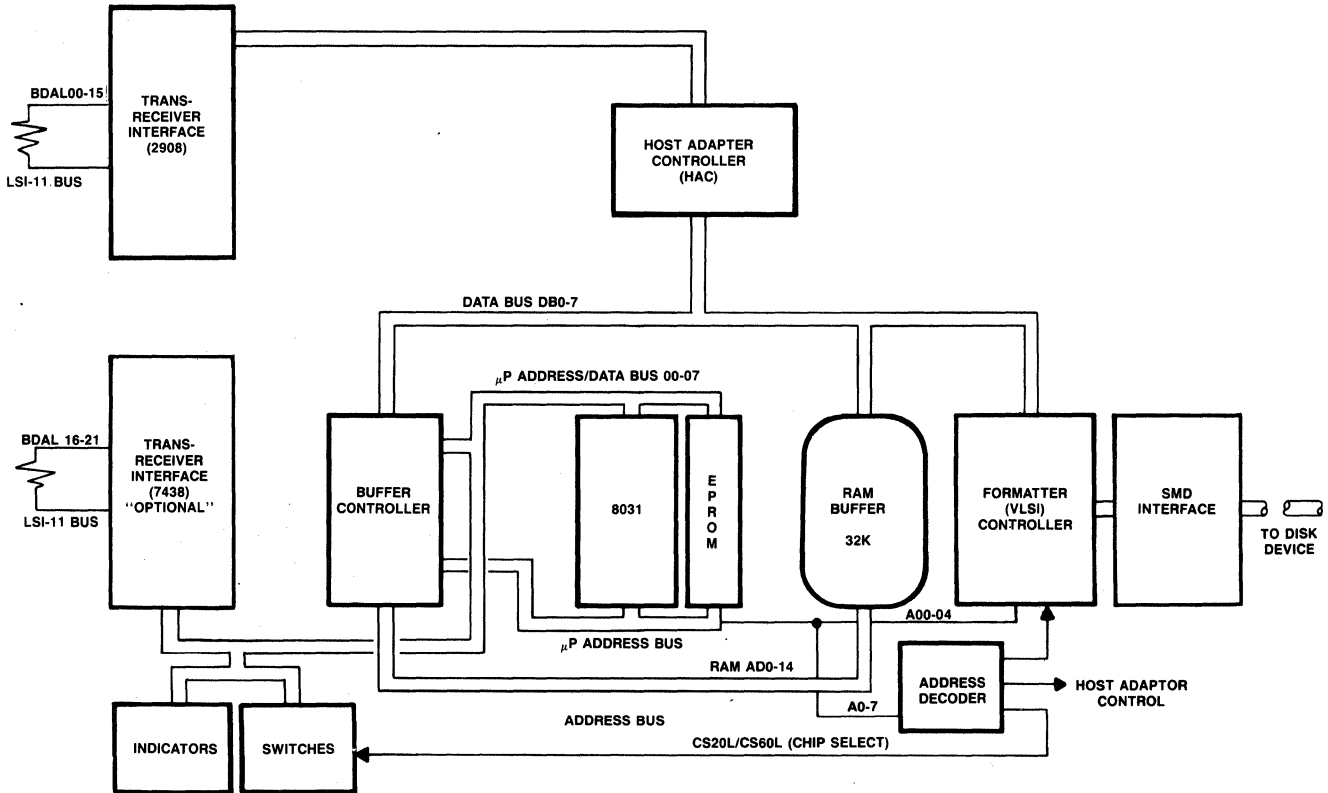 BDAL00-15
TRANS-
RECEIVER
INTERFACE
(2908)
LSI-11 BUS
HOST ADAPTER
CONTROLLER
(HAC)
DATA BUS DB0-7
μP ADDRESS/DATA BUS 00-07
BDAL 16-21
TRANS-
RECEIVER
INTERFACE
(7438)
"OPTIONAL"
LSI-11 BUS
BUFFER
CONTROLLER
8031
E
P
R
O
M
RAM
BUFFER
32K
FORMATTER
(VLSI)
CONTROLLER
SMD
INTERFACE
TO DISK
DEVICE
A00-04
μP ADDRESS BUS
RAM AD0-14
ADDRESS
DECODER
HOST ADAPTOR
CONTROL
A0-7
ADDRESS BUS
INDICATORS
SWITCHES
CS20L/CS60L (CHIP SELECT)